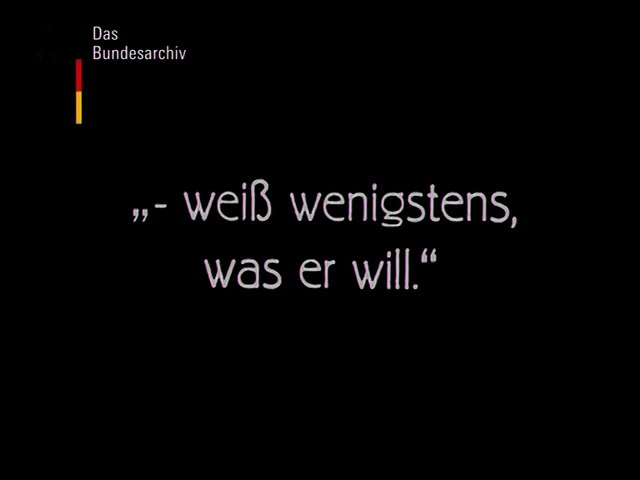 Das
Bundesarchiv
„- weiß wenigstens,
was er will.“